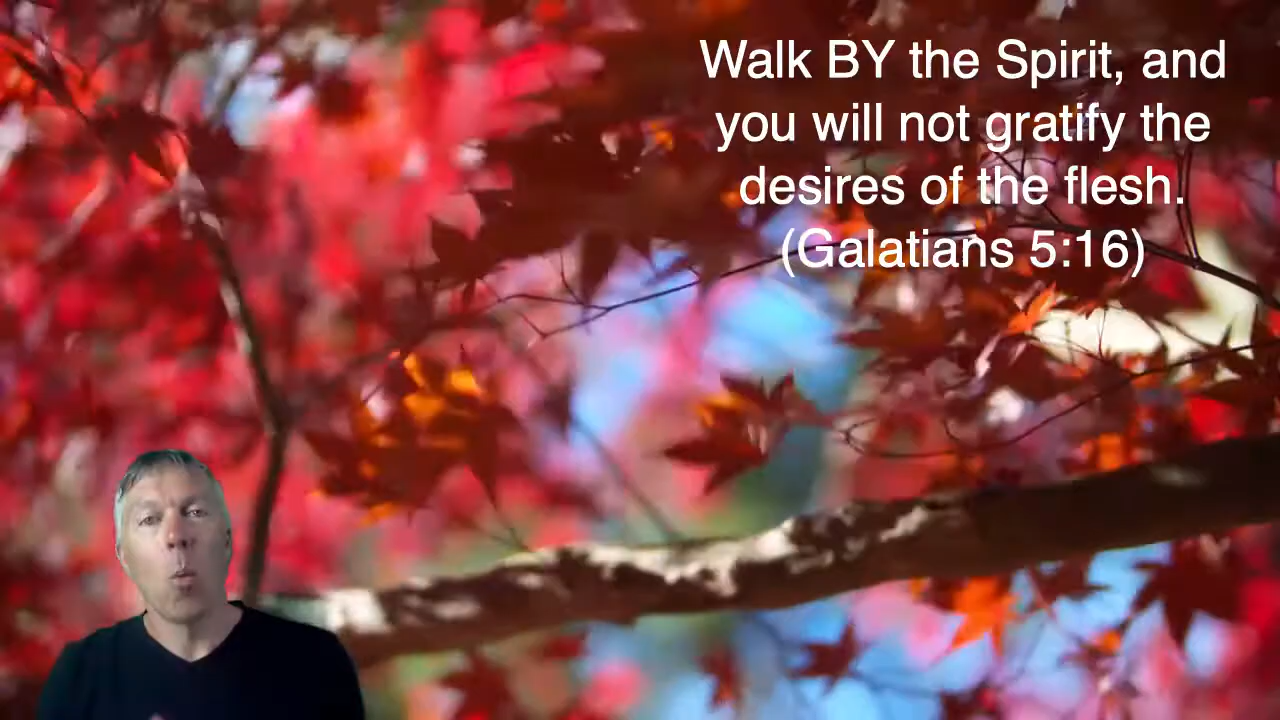 Walk BY the Spirit, and
you will not gratify the
desires of the flesh.
(Galatians 5:16)